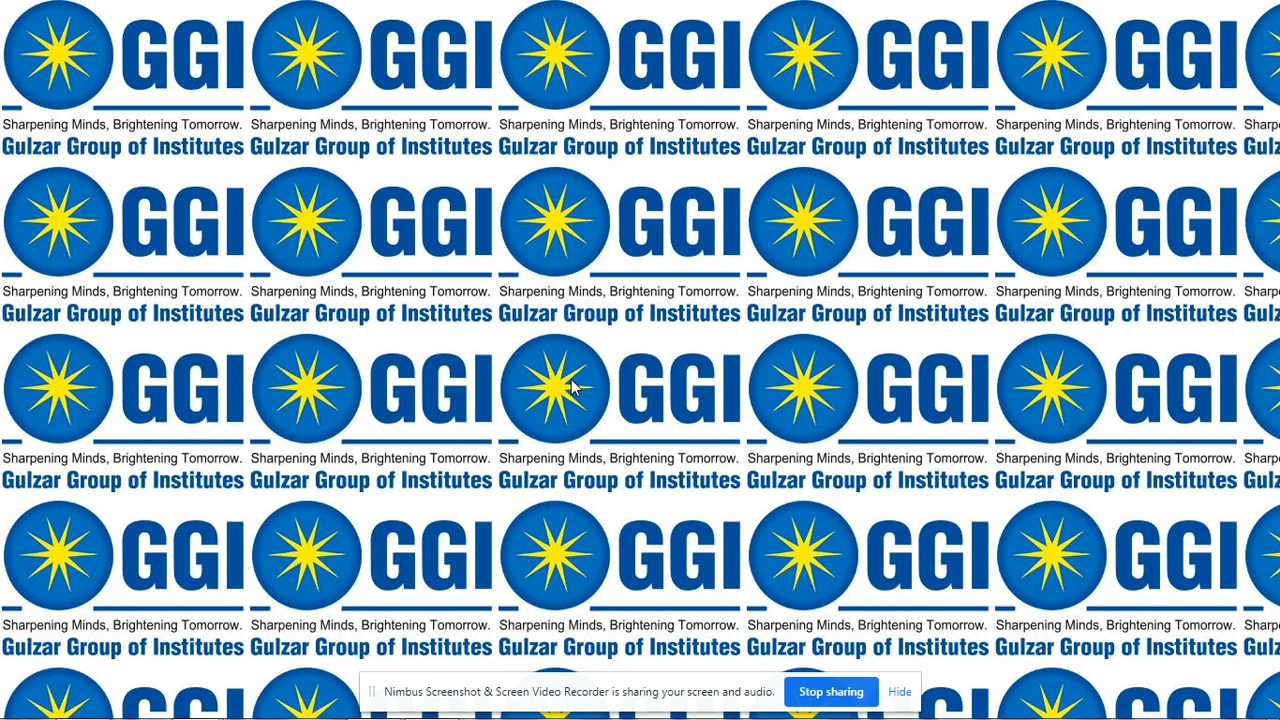 GGI GGI GGI GGI GGI
Sharpening Minds, Brightening Tomorrow. Sharpening Minds, Brightening Tomorrow. Sharpening Minds, Brightening Tomorrow. Sharpening Minds, Brightening Tomorrow. Sharpening Minds, Brightening Tomorrow. Sharpe
Gulzar Group of Institutes Gulzar Group of Institutes Gulzar Group of Institutes Gulzar Group of Institutes Gulzar Group of Institutes Gulz
GGI GGI GGI GGI GGI
Sharpening Minds, Brightening Tomorrow. Sharpening Minds, Brightening Tomorrow. Sharpening Minds, Brightening Tomorrow. Sharpening Minds, Brightening Tomorrow. Sharpening Minds, Brightening Tomorrow. Sharpe
Gulzar Group of Institutes Gulzar Group of Institutes Gulzar Group of Institutes Gulzar Group of Institutes Gulzar Group of Institutes Gulz
GGI GGI GGI GGI GGI
Sharpening Minds, Brightening Tomorrow. Sharpening Minds, Brightening Tomorrow. Sharpening Minds, Brightening Tomorrow. Sharpening Minds, Brightening Tomorrow. Sharpening Minds, Brightening Tomorrow. Sharpe
Gulzar Group of Institutes Gulzar Group of Institutes Gulzar Group of Institutes Gulzar Group of Institutes Gulzar Group of Institutes Gulz
GGI GGI GGI GGI GGI
Sharpening Minds, Brightening Tomorrow. Sharpening Minds, Brightening Tomorrow. Sharpening Minds, Brightening Tomorrow. Sharpening Minds, Brightening Tomorrow. Sharpening Minds, Brightening Tomorrow. Sharpe
Gulzar Group of Institutes Gulzar Group of Institutes Gulzar Group of Institutes Gulzar Group of Institutes Gulzar Group of Institutes Gulz
Nimbus Screenshot & Screen Video Recorder is sharing your screen and audio. Stop sharing Hide